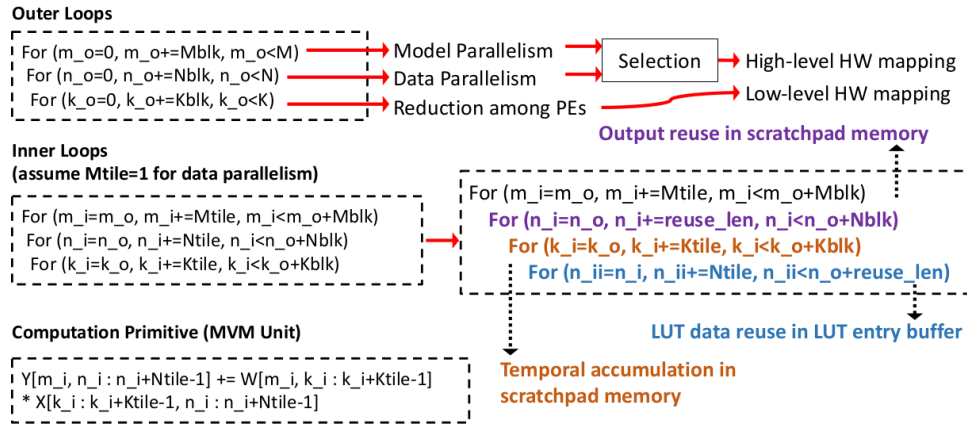 Outer Loops
For (m_o=0, m_o+=Mblk, m_o<M)
For (n_o=0, n_o+=Nblk, n_o<N)
For (k_o=0, k_o+=Kblk, k_o<K)
Model Parallelism
Data Parallelism
Reduction among PEs
Selection
High-level HW mapping
Low-level HW mapping
Output reuse in scratchpad memory
Inner Loops
(assume Mtile=1 for data parallelism)
For (m_i=m_o, m_i+=Mtile, m_i<m_o+Mblk)
For (n_i=n_o, n_i+=Ntile, n_i<n_o+Nblk)
For (k_i=k_o, k_i+=Ktile, k_i<k_o+Kblk)
For (m_i=m_o, m_i+=Mtile, m_i<m_o+Mblk)
For (n_i=n_o, n_i+=reuse_len, n_i<n_o+Nblk)
For (k_i=k_o, k_i+=Ktile, k_i<k_o+Kblk)
For (n_ii=n_i, n_ii+=Ntile, n_ii<n_o+reuse_len)
LUT data reuse in LUT entry buffer
Temporal accumulation in
scratchpad memory
Computation Primitive (MVM Unit)
Y[m_i, n_i : n_i+Ntile-1] += W[m_i, k_i : k_i+Ktile-1]
* X[k_i : k_i+Ktile-1, n_i : n_i+Ntile-1]